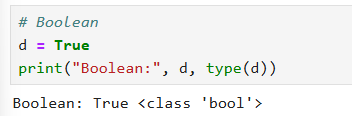 # Boolean
d = True
print("Boolean:", d, type(d))
Boolean: True <class 'bool'>